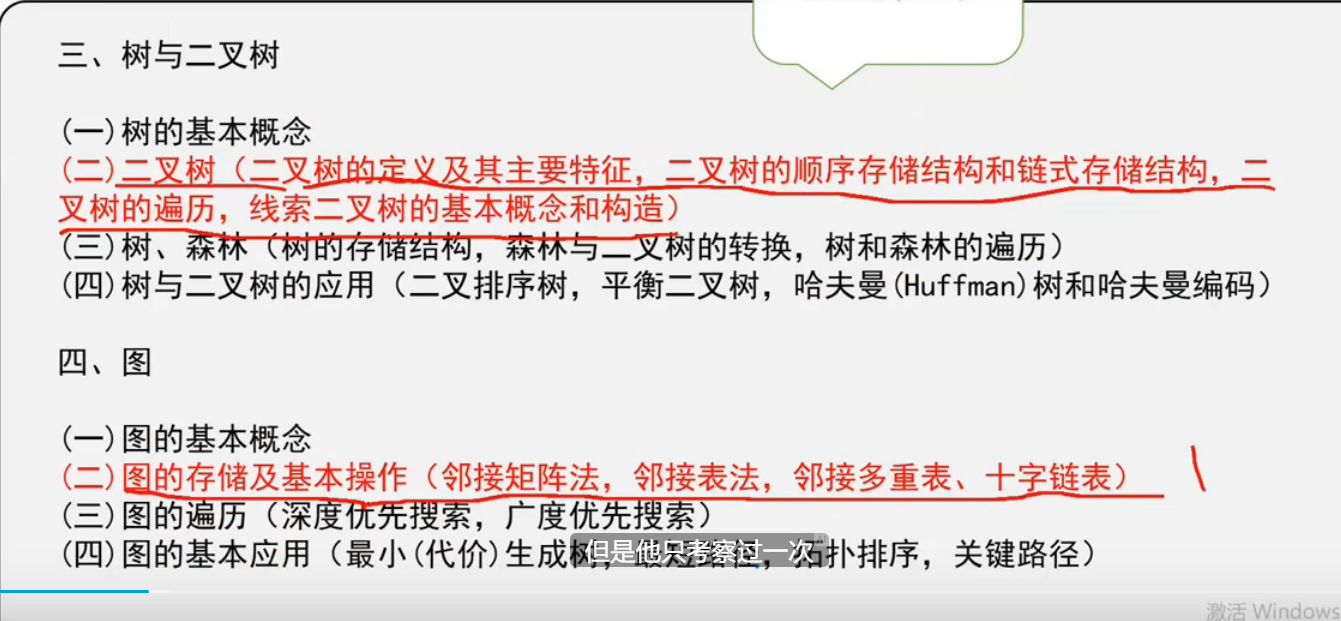 三、树与二叉树
(一)树的基本概念
(二)二叉树（二叉树的定义及其主要特征，二叉树的顺序存储结构和链式存储结构，二
叉树的遍历，线索二叉树的基本概念和构造）
(三)树、森林（树的存储结构，森林与二叉树的转换，树和森林的遍历）
(四)树与二叉树的应用（二叉排序树，平衡二叉树，哈夫曼(Huffman)树和哈夫曼编码）
四、图
(一)图的基本概念
(二)图的存储及基本操作（邻接矩阵法，邻接表法，邻接多重表、十字链表）
(三)图的遍历（深度优先搜索，广度优先搜索）
(四)图的基本应用（最小(代价)生成树，最短路径，拓扑排序，关键路径）
但是他只考察过一次
激活 Windows